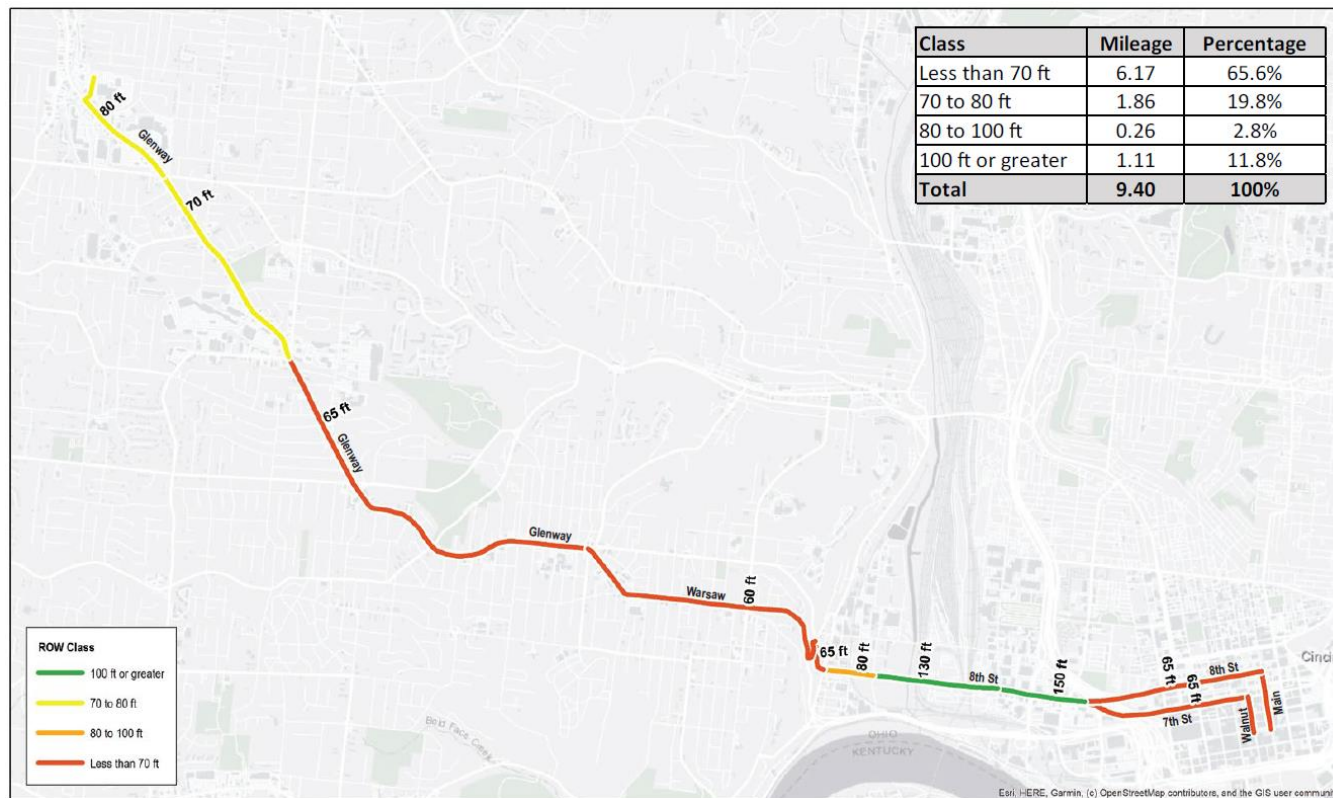 Class Mileage Percentage
Less than 70 ft 6.17 65.6%
70 to 80 ft 1.86 19.8%
80 to 100 ft 0.26 2.8%
100 ft or greater 1.11 11.8%
Total 9.40 100%
80 ft
Glenway
70 ft
65 ft
Glenway
Glenway
Warsaw
60 ft
65 ft
80 ft
130 ft
8th St
150 ft
65 ft
65 ft
8th St
7th St
Walnut
Main
Cinci
Bold Face Creek
OHIO
KENTUCKY
ROW Class
100 ft or greater
70 to 80 ft
80 to 100 ft
Less than 70 ft
Esri, HERE, Garmin, (c) OpenStreetMap contributors, and the GIS user communi